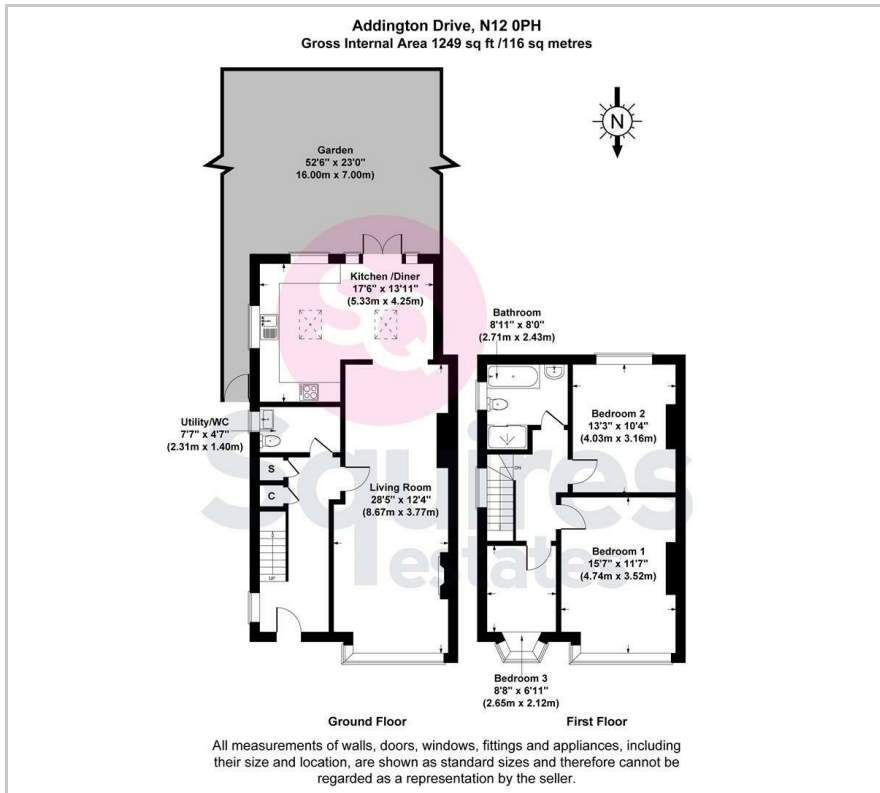 Addington Drive, N12 0PH
Gross Internal Area 1249 sq ft /116 sq metres
N
Garden
52'6" x 23'0"
16.00m x 7.00m)
Kitchen /Diner
17'6" x 13'11"
(5.33m x 4.25m)
Bathroom
8'11" x 8'0"
(2.71m x 2.43m)
SQ
Bedroom 2
13'3" x 10'4"
(4.03m x 3.16m)
Utility/WC
7'7" x 4'7"
(2.31m x 1.40m)
S
C
DN
Living Room
28'5" x 12'4"
(8.67m x 3.77m)
Squires
estates
Bedroom 1
15'7" x 11'7"
(4.74m x 3.52m)
UP
Bedroom 3
8'8" x 6'11"
(2.65m x 2.12m)
Ground Floor
First Floor
All measurements of walls, doors, windows, fittings and appliances, including
their size and location, are shown as standard sizes and therefore cannot be
regarded as a representation by the seller.